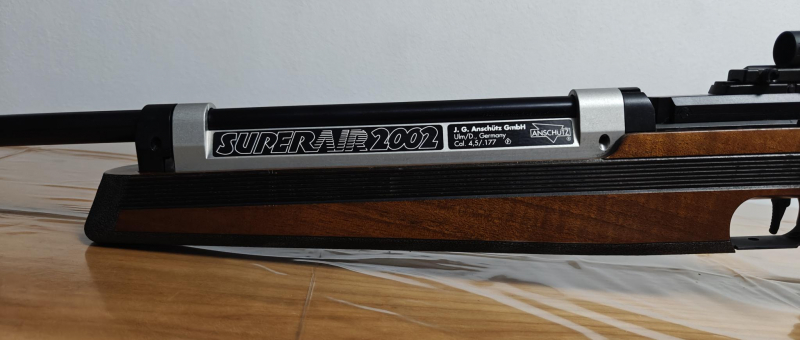 SUPERAIR 2002
J. G. Anschütz GmbH
Ulm/D., Germany
Cal. 4,5/.177 Ⓕ
ANSCHÜTZ ®